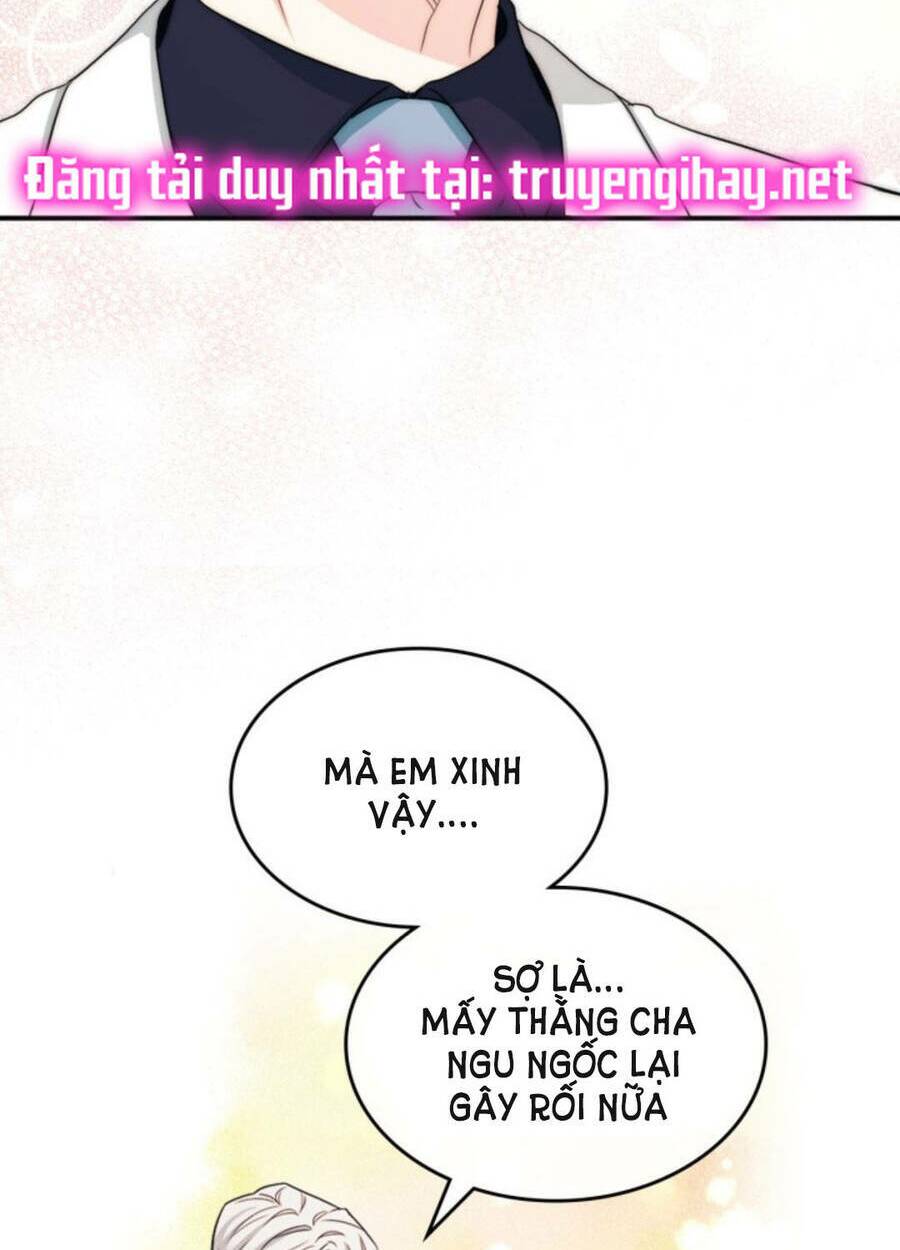 Đăng tải duy nhất tại: truyengihay.net
MÀ EM XINH
VẬY....
SỢ LÀ...
MẤY THẰNG CHA
NGU NGỐC LẠI
GÂY RỐI NỮA